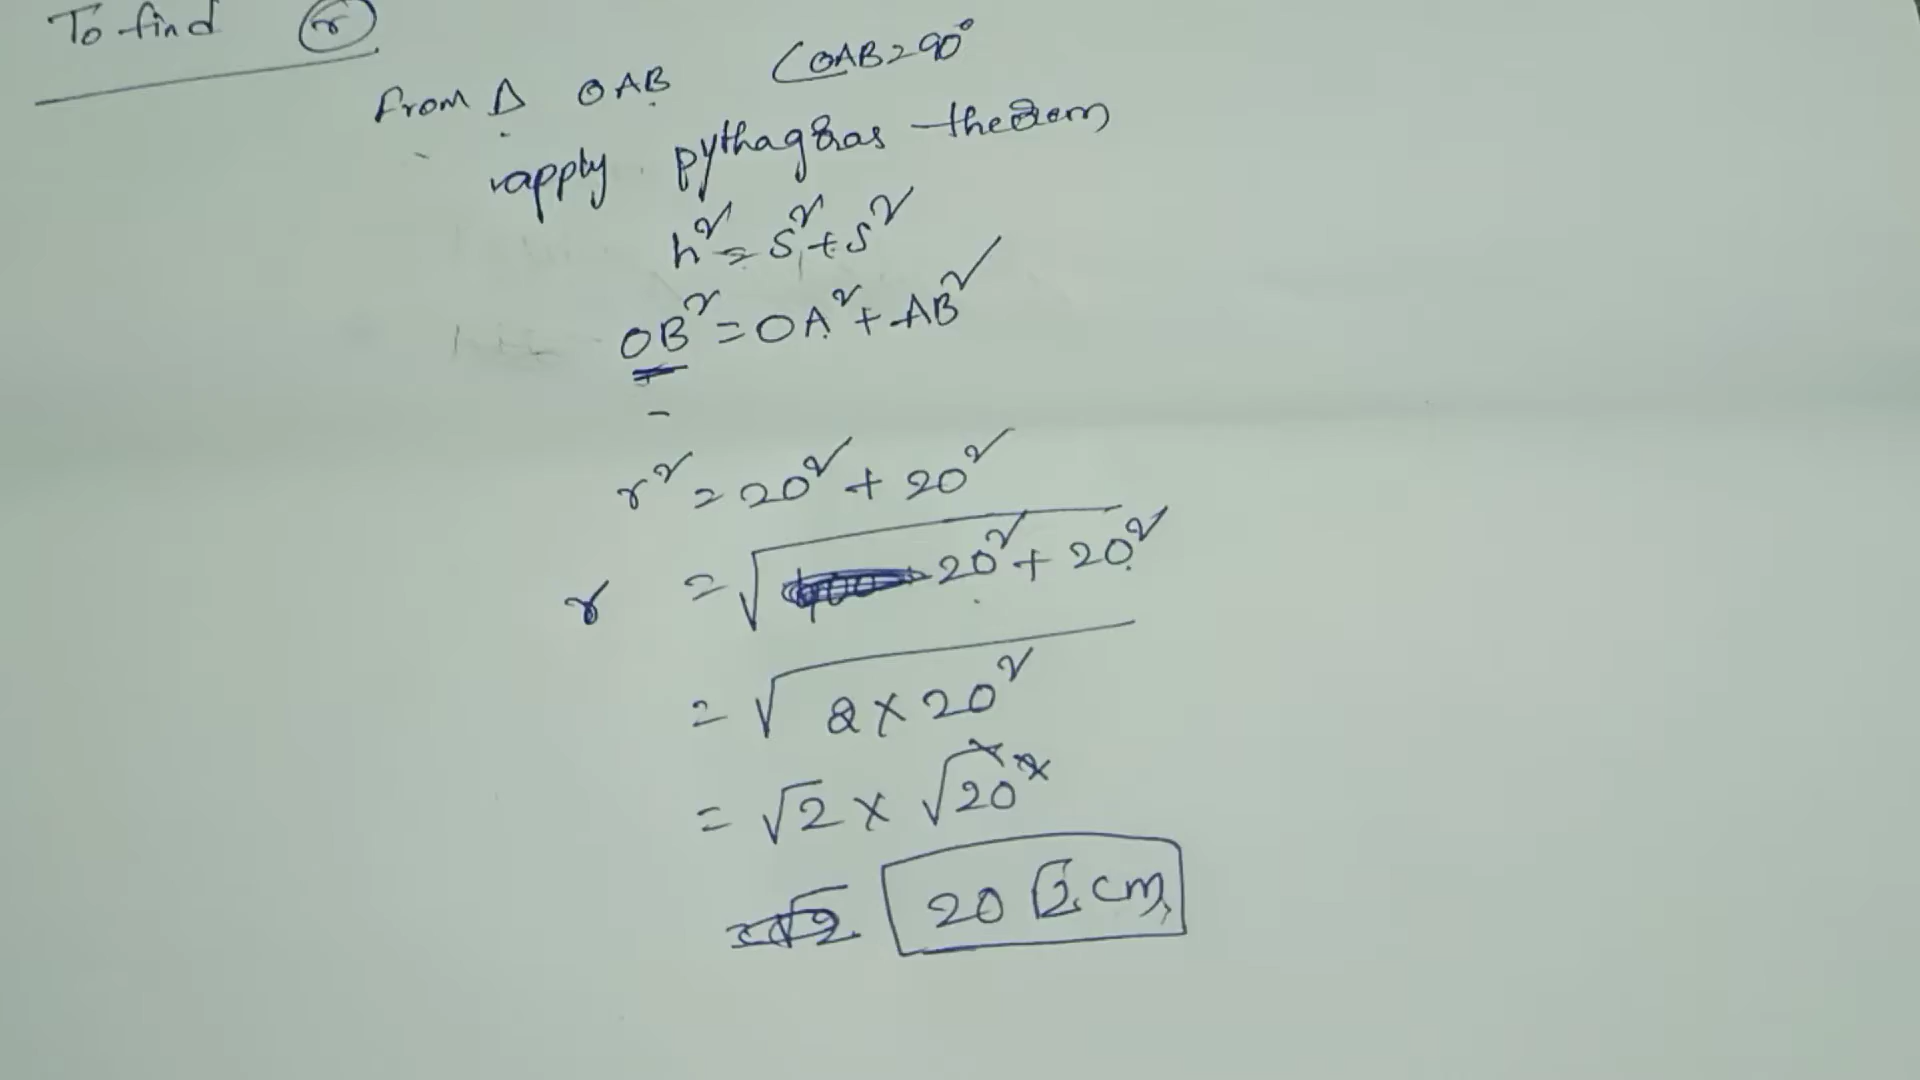 To find r
From Δ OAB ∠OAB = 90°
apply pythagoras theorem
h² = s² + s²
OB² = OA² + AB²
r² = 20² + 20²
r = √20² + 20²
= √2 × 20²
= √2 × √20²
20√2 cm